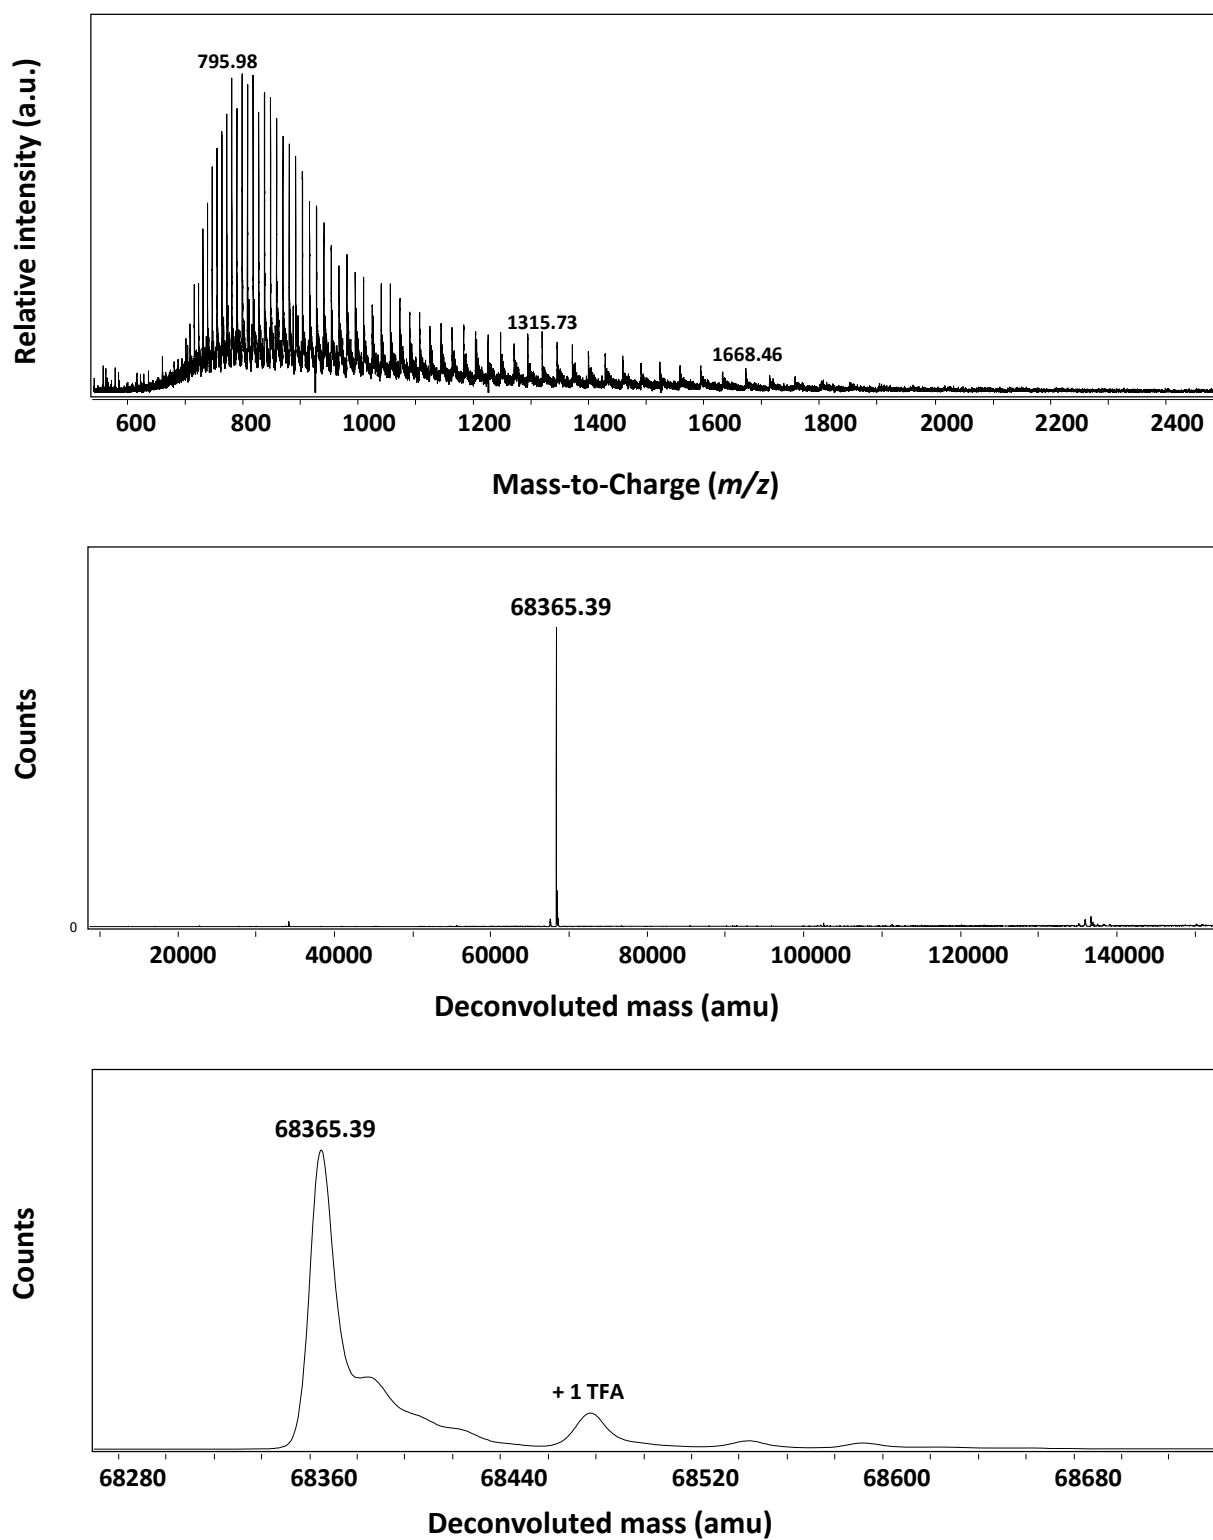 Relative intensity (a.u.)
795.98
1315.73
1668.46
600 800 1000 1200 1400 1600 1800 2000 2200 2400
Mass-to-Charge (m/z)
Counts
68365.39
0
20000 40000 60000 80000 100000 120000 140000
Deconvoluted mass (amu)
Counts
68365.39
+ 1 TFA
68280 68360 68440 68520 68600 68680
Deconvoluted mass (amu)